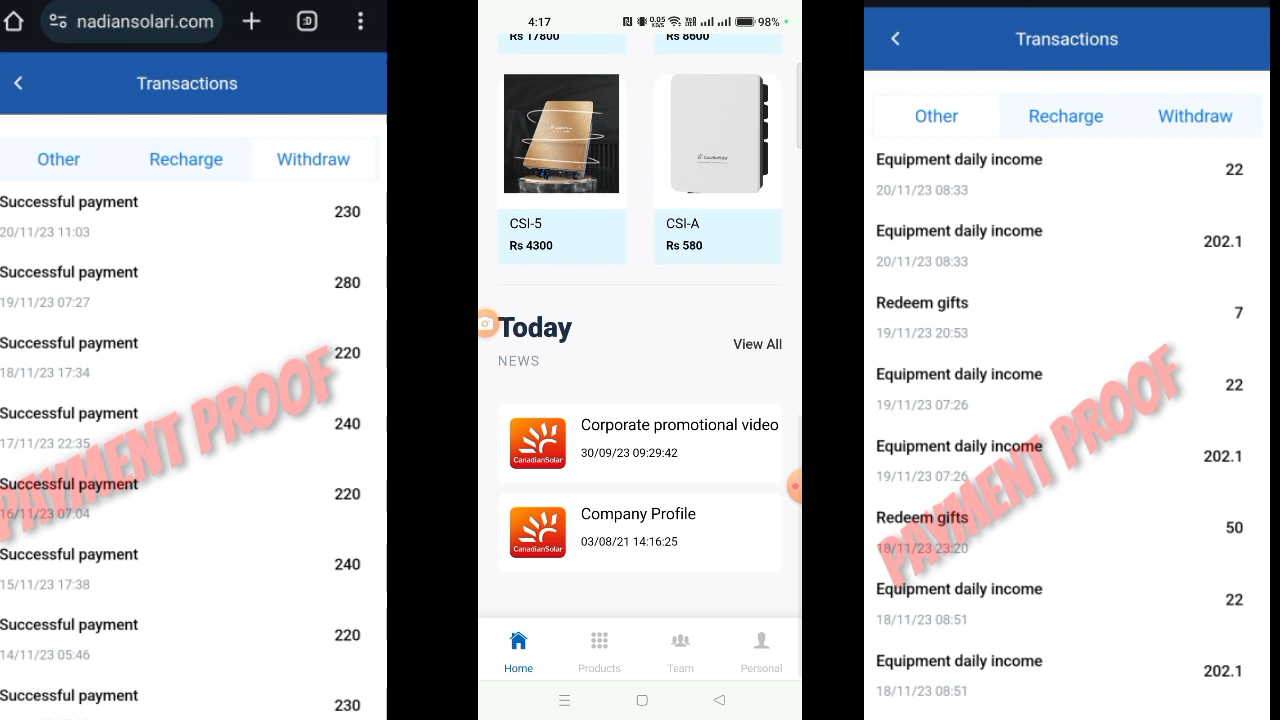 nadiansolari.com
:D
Transactions
Other
Recharge
Withdraw
Successful payment
230
20/11/23 11:03
Successful payment
280
19/11/23 07:27
Successful payment
220
18/11/23 17:34
Successful payment
240
17/11/23 22:35
Successful payment
220
16/11/23 07:04
Successful payment
240
15/11/23 17:38
Successful payment
220
14/11/23 05:46
Successful payment
230
PAYMENT PROOF
4:17
0.05
KB/S
98%
Rs 17800
Rs 8600
CSI-5
Rs 4300
CanadianSolar
CSI-A
Rs 580
Today
View All
NEWS
CanadianSolar
Corporate promotional video
30/09/23 09:29:42
CanadianSolar
Company Profile
03/08/21 14:16:25
Home
Products
Team
Personal
Transactions
Other
Recharge
Withdraw
Equipment daily income
22
20/11/23 08:33
Equipment daily income
202.1
20/11/23 08:33
Redeem gifts
7
19/11/23 20:53
Equipment daily income
22
19/11/23 07:26
Equipment daily income
202.1
19/11/23 07:26
Redeem gifts
50
18/11/23 23:20
Equipment daily income
22
18/11/23 08:51
Equipment daily income
202.1
18/11/23 08:51
PAYMENT PROOF